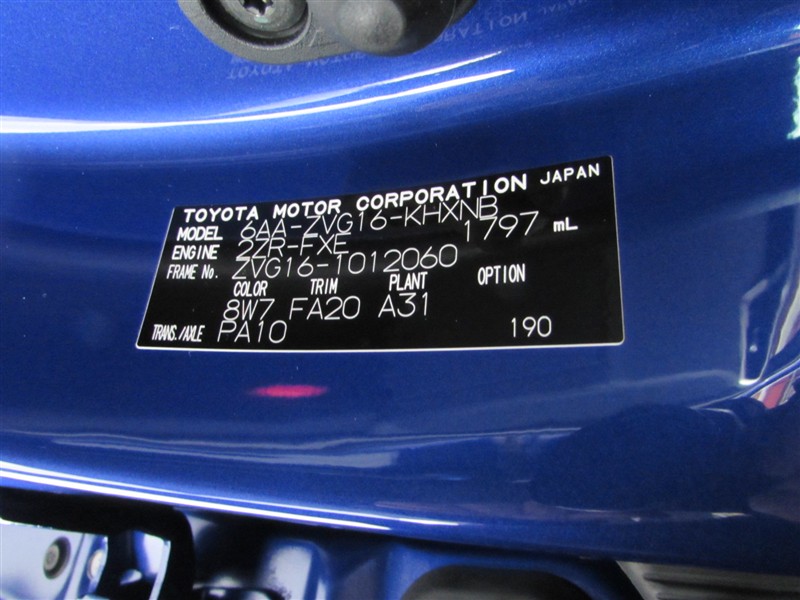 TOYOTA MOTOR CORPORATION JAPAN
MODEL 6AA-ZVG16-KHXNB
ENGINE 2ZR-FXE 1797 mL
FRAME No. ZVG16-1012060
COLOR TRIM PLANT OPTION
8W7 FA20 A31
TRANS./AXLE PA10 190